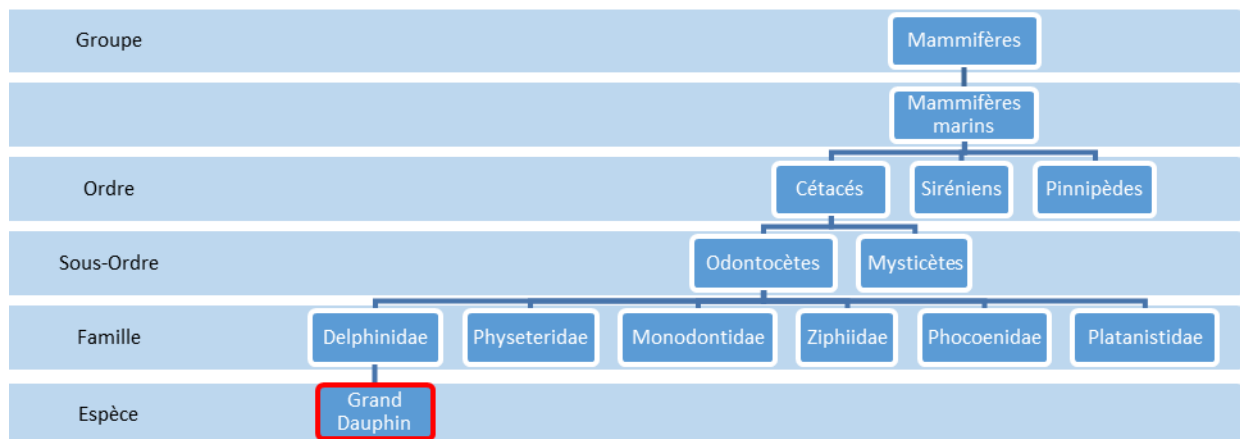 Groupe
Mammifères
Mammifères
marins
Ordre
Cétacés
Siréniens
Pinnipèdes
Sous-Ordre
Odontocètes
Mysticètes
Famille
Delphinidae
Physeteridae
Monodontidae
Ziphiidae
Phocoenidae
Platanistidae
Espèce
Grand
Dauphin